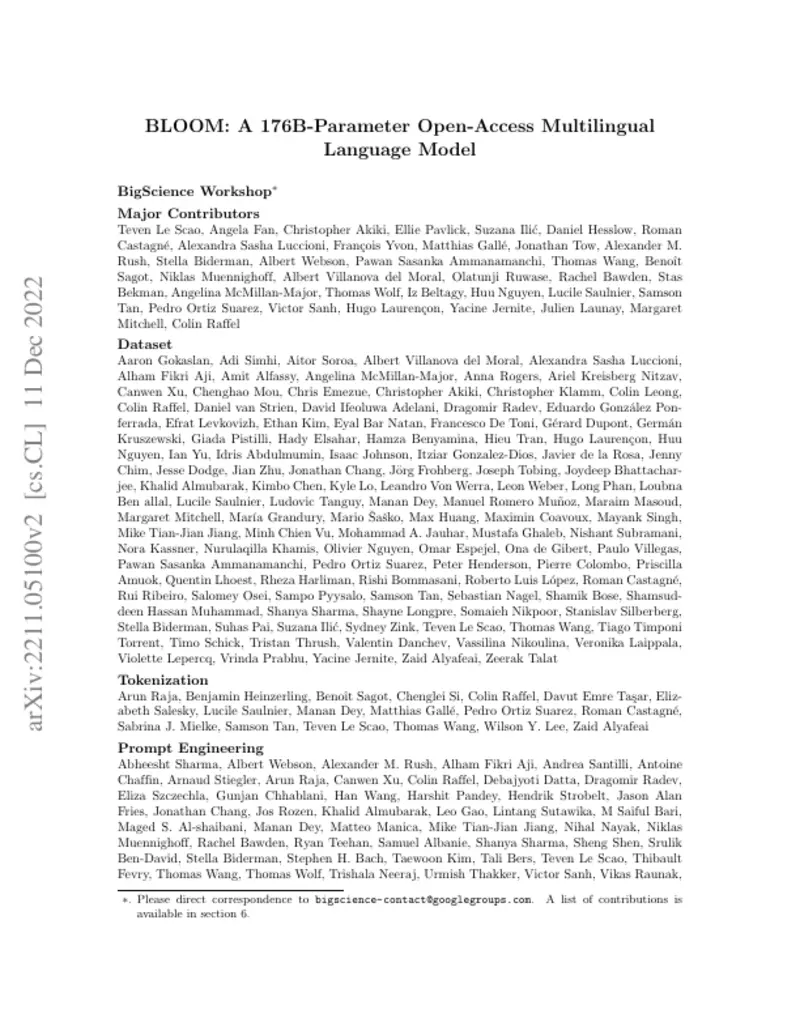 BLOOM: A 176B-Parameter Open-Access Multilingual
Language Model
BigScience Workshop*
Major Contributors
Teven Le Scao, Angela Fan, Christopher Akiki, Ellie Pavlick, Suzana Ilić, Daniel Hesslow, Roman
Castagné, Alexandra Sasha Luccioni, François Yvon, Matthias Gallé, Jonathan Tow, Alexander M.
Rush, Stella Biderman, Albert Webson, Pawan Sasanka Ammanamanchi, Thomas Wang, Benoît
Sagot, Niklas Muennighoff, Albert Villanova del Moral, Olatunji Ruwase, Rachel Bawden, Stas
Bekman, Angelina McMillan-Major, Thomas Wolf, Iz Beltagy, Huu Nguyen, Lucile Saulnier, Samson
Tan, Pedro Ortiz Suarez, Victor Sanh, Hugo Laurençon, Yacine Jernite, Julien Launay, Margaret
Mitchell, Colin Raffel
Dataset
Aaron Gokaslan, Adi Simhi, Aitor Soroa, Albert Villanova del Moral, Alexandra Sasha Luccioni,
Alham Fikri Aji, Amit Alfassy, Angelina McMillan-Major, Anna Rogers, Ariel Kreisberg Nitzav,
Canwen Xu, Chenghao Mou, Chris Emezue, Christopher Akiki, Christopher Klamm, Colin Leong,
Colin Raffel, Daniel van Strien, David Ifeoluwa Adelani, Dragomir Radev, Eduardo González Pon-
ferrada, Efrat Levkovizh, Ethan Kim, Eyal Bar Natan, Francesco De Toni, Gérard Dupont, Germán
Kruszewski, Giada Pistilli, Hady Elsahar, Hamza Benyamina, Hieu Tran, Hugo Laurençon, Huu
Nguyen, Ian Yu, Idris Abdulmumin, Isaac Johnson, Itziar Gonzalez-Dios, Javier de la Rosa, Jenny
Chim, Jesse Dodge, Jian Zhu, Jonathan Chang, Jörg Frohberg, Joseph Tobing, Joydeep Bhattachar-
jee, Khalid Almubarak, Kimbo Chen, Kyle Lo, Leandro Von Werra, Leon Weber, Long Phan, Loubna
Ben allal, Lucile Saulnier, Ludovic Tanguy, Manan Dey, Manuel Romero Muñoz, Maraim Masoud,
Margaret Mitchell, María Grandury, Mario Šaško, Max Huang, Maximin Coavoux, Mayank Singh,
Mike Tian-Jian Jiang, Minh Chien Vu, Mohammad A. Jauhar, Mustafa Ghaleb, Nishant Subramani,
Nora Kassner, Nurulaqilla Khamis, Olivier Nguyen, Omar Espejel, Ona de Gibert, Paulo Villegas,
Pawan Sasanka Ammanamanchi, Pedro Ortiz Suarez, Peter Henderson, Pierre Colombo, Priscilla
Amuok, Quentin Lhoest, Rheza Harliman, Rishi Bommasani, Roberto Luis López, Roman Castagné,
Rui Ribeiro, Salomey Osei, Sampo Pyysalo, Samson Tan, Sebastian Nagel, Shamik Bose, Shamsud-
deen Hassan Muhammad, Shanya Sharma, Shayne Longpre, Somaieh Nikpoor, Stanislav Silberberg,
Stella Biderman, Suhas Pai, Suzana Ilić, Sydney Zink, Teven Le Scao, Thomas Wang, Tiago Timponi
Torrent, Timo Schick, Tristan Thrush, Valentin Danchev, Vassilina Nikoulina, Veronika Laippala,
Violette Lepercq, Vrinda Prabhu, Yacine Jernite, Zaid Alyafeai, Zeerak Talat
Tokenization
Arun Raja, Benjamin Heinzerling, Benoît Sagot, Chenglei Si, Colin Raffel, Davut Emre Taşar, Eliz-
abeth Salesky, Lucile Saulnier, Manan Dey, Matthias Gallé, Pedro Ortiz Suarez, Roman Castagné,
Sabrina J. Mielke, Samson Tan, Teven Le Scao, Thomas Wang, Wilson Y. Lee, Zaid Alyafeai
Prompt Engineering
Abheesht Sharma, Albert Webson, Alexander M. Rush, Alham Fikri Aji, Andrea Santilli, Antoine
Chaffin, Arnaud Stiegler, Arun Raja, Canwen Xu, Colin Raffel, Debajyoti Datta, Dragomir Radev,
Eliza Szczechla, Gunjan Chhablani, Han Wang, Harshit Pandey, Hendrik Strobelt, Jason Alan
Fries, Jonathan Chang, Jos Rozen, Khalid Almubarak, Leo Gao, Lintang Sutawika, M Saiful Bari,
Maged S. Al-shaibani, Manan Dey, Matteo Manica, Mike Tian-Jian Jiang, Nihal Nayak, Niklas
Muennighoff, Rachel Bawden, Ryan Teehan, Samuel Albanie, Shanya Sharma, Sheng Shen, Srulik
Ben-David, Stella Biderman, Stephen H. Bach, Taewoon Kim, Tali Bers, Teven Le Scao, Thibault
Fevry, Thomas Wang, Thomas Wolf, Trishala Neeraj, Urmish Thakker, Victor Sanh, Vikas Raunak,
*. Please direct correspondence to bigscience-contact@googlegroups.com. A list of contributions is
available in section 6.
arXiv:2211.05100v2 [cs.CL] 11 Dec 2022